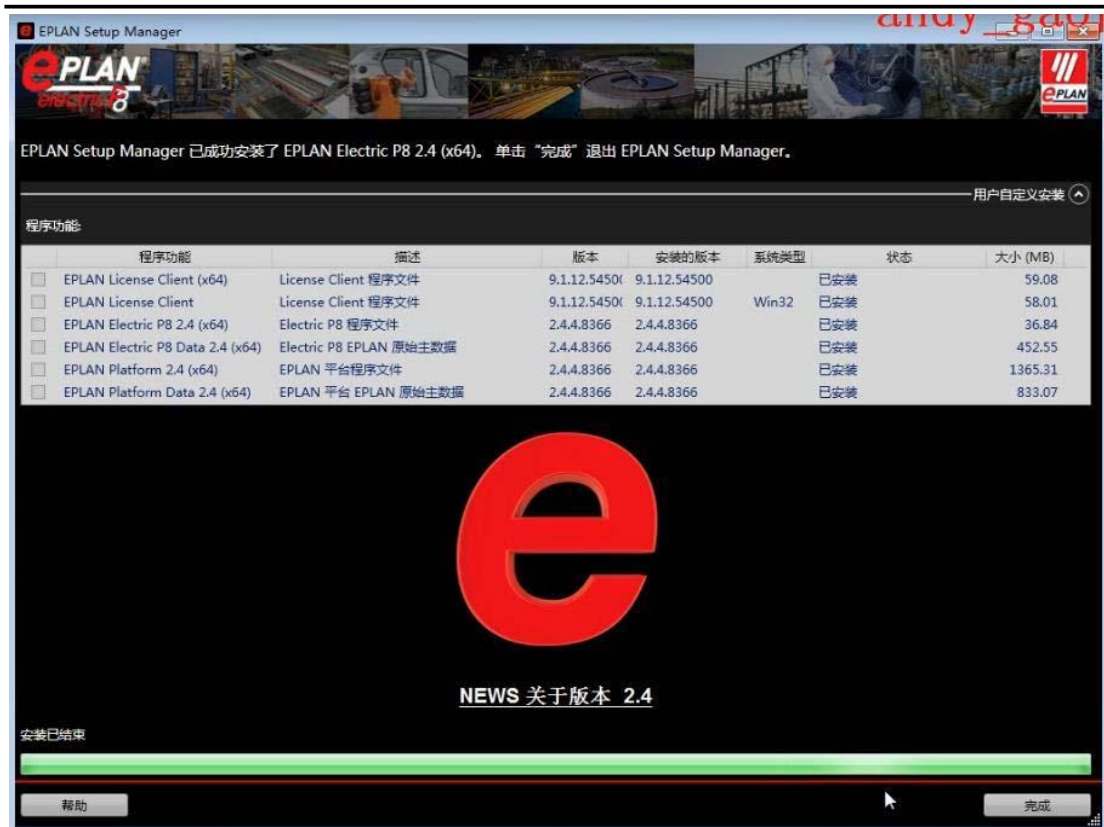 andy_gao
EPLAN Setup Manager
ePLAN
electric P8
ePLAN
EPLAN Setup Manager 已成功安装了 EPLAN Electric P8 2.4 (x64)。 单击“完成”退出 EPLAN Setup Manager。
用户自定义安装
程序功能:
程序功能 描述 版本 安装的版本 系统类型 状态 大小 (MB)
EPLAN License Client (x64) License Client 程序文件 9.1.12.5450( 9.1.12.54500 已安装 59.08
EPLAN License Client License Client 程序文件 9.1.12.5450( 9.1.12.54500 Win32 已安装 58.01
EPLAN Electric P8 2.4 (x64) Electric P8 程序文件 2.4.4.8366 2.4.4.8366 已安装 36.84
EPLAN Electric P8 Data 2.4 (x64) Electric P8 EPLAN 原始主数据 2.4.4.8366 2.4.4.8366 已安装 452.55
EPLAN Platform 2.4 (x64) EPLAN 平台程序文件 2.4.4.8366 2.4.4.8366 已安装 1365.31
EPLAN Platform Data 2.4 (x64) EPLAN 平台 EPLAN 原始主数据 2.4.4.8366 2.4.4.8366 已安装 833.07
e
NEWS 关于版本 2.4
安装已结束
帮助 完成